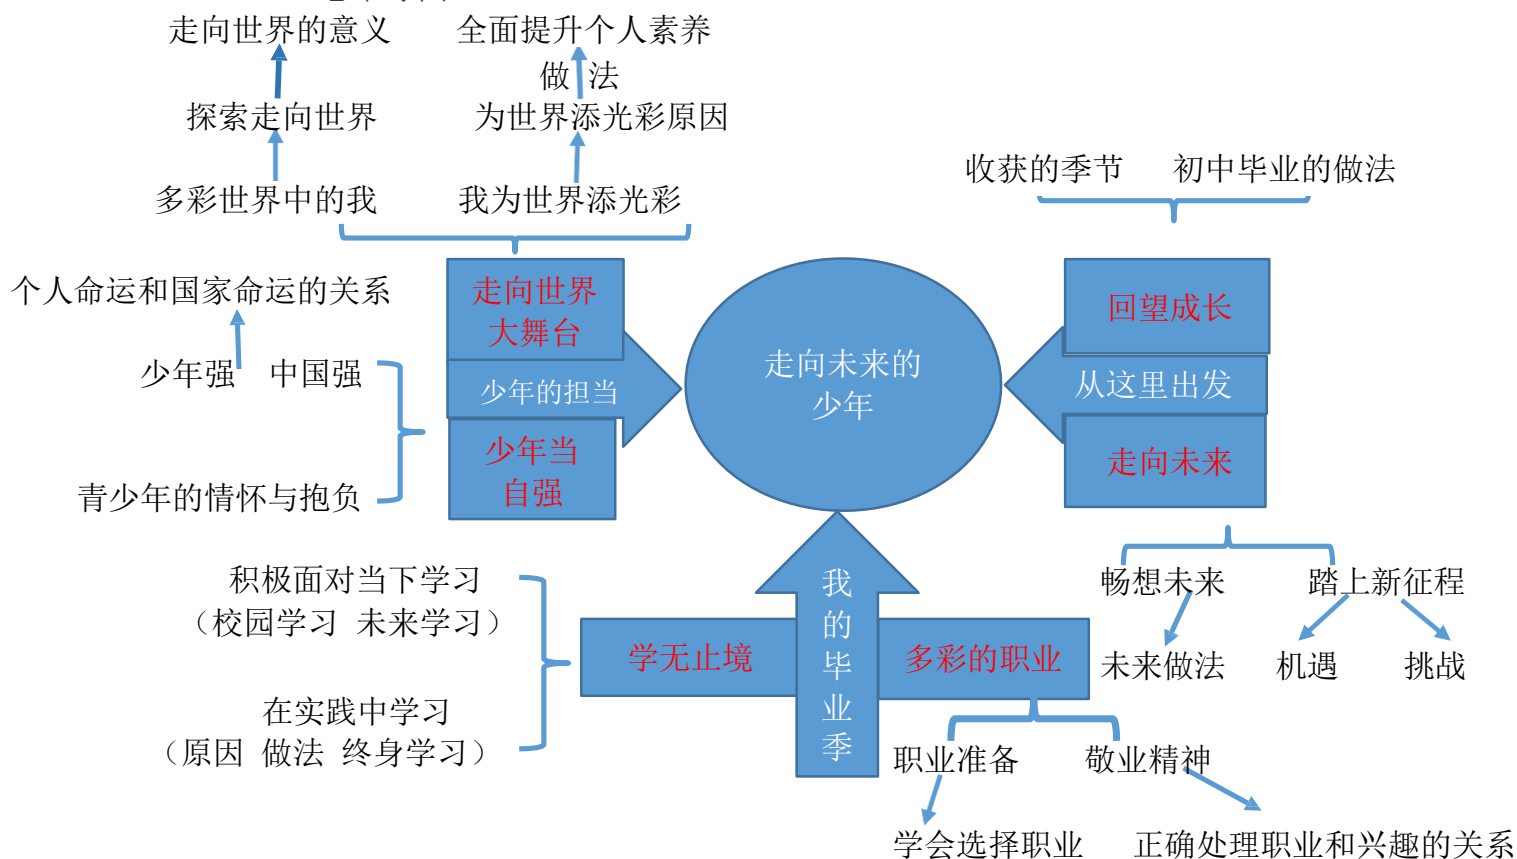 走向世界的意义 全面提升个人素养
做 法
探索走向世界 为世界添光彩原因
多彩世界中的我 我为世界添光彩
收获的季节 初中毕业的做法
个人命运和国家命运的关系
走向世界
大舞台
少年强 中国强
少年的担当
少年当
自强
青少年的情怀与抱负
走向未来的
少年
回望成长
从这里出发
走向未来
畅想未来 踏上新征程
未来做法 机遇 挑战
积极面对当下学习
（校园学习 未来学习）
学无止境
在实践中学习
（原因 做法 终身学习）
我的毕业季
多彩的职业
职业准备 敬业精神
学会选择职业 正确处理职业和兴趣的关系